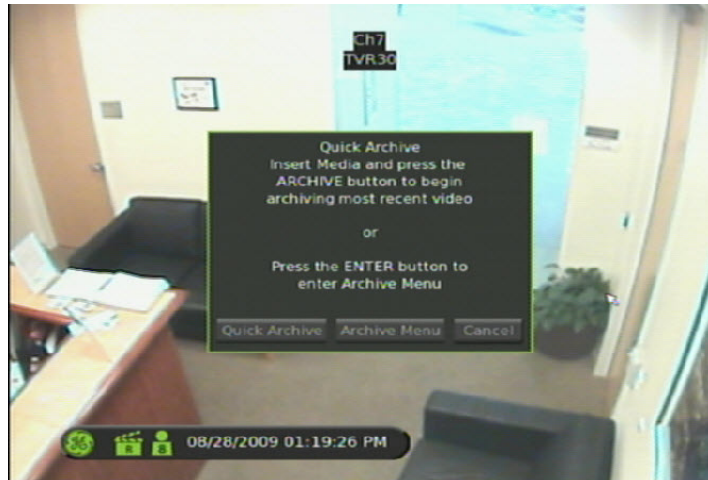 Ch7
TVR30
Quick Archive
Insert Media and press the
ARCHIVE button to begin
archiving most recent video
or
Press the ENTER button to
enter Archive Menu
Quick Archive Archive Menu Cancel
R 8 08/28/2009 01:19:26 PM